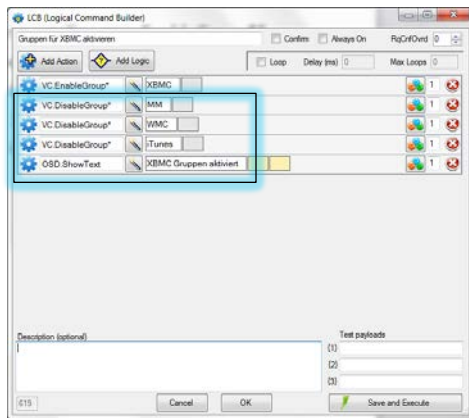 LCB (Logical Command Builder)
Gruppen für XBMC aktivieren Confirm Always On RqCnfOvrd 0
Add Action Add Logic Loop Delay (ms) 0 Max Loops 0
VC.EnableGroup* XBMC 1
VC.DisableGroup* MM 1
VC.DisableGroup* WMC 1
VC.DisableGroup* iTunes 1
OSD.ShowText XBMC Gruppen aktiviert 1
Description (optional) Test payloads
{1}
{2}
{3}
615 Cancel OK Save and Execute